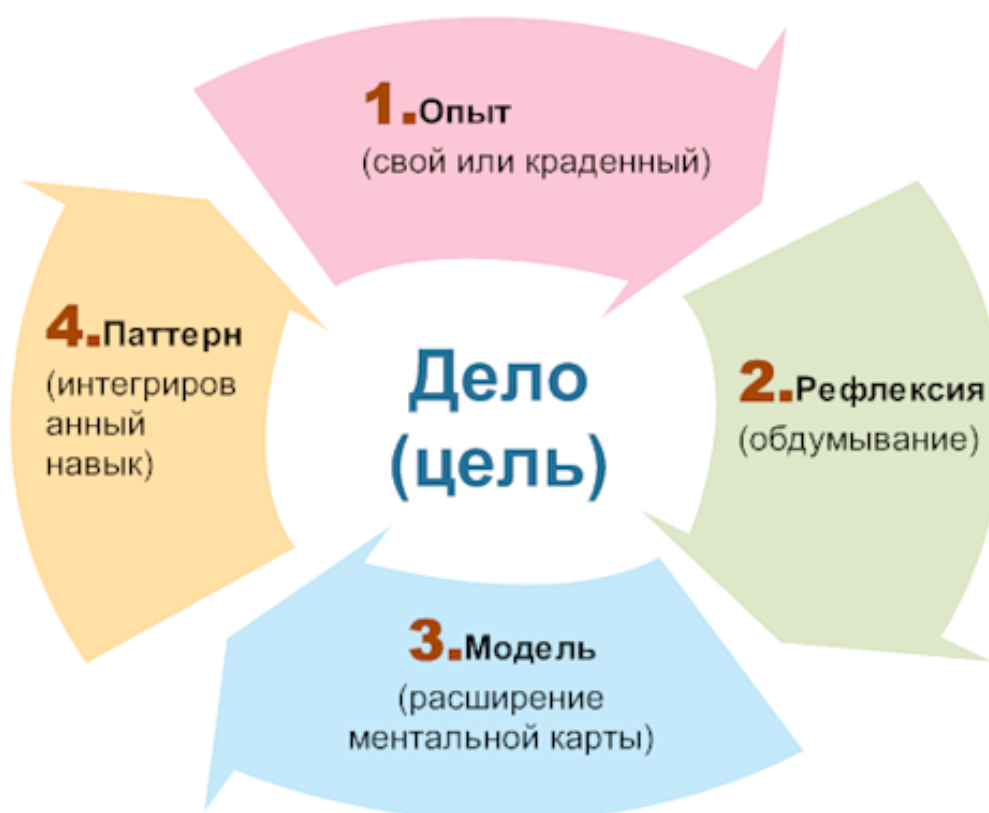 1.Опыт
(свой или краденный)
2.Рефлексия
(обдумывание)
3.Модель
(расширение
ментальной карты)
4.Паттерн
(интегриров
анный
навык)
Дело
(цель)